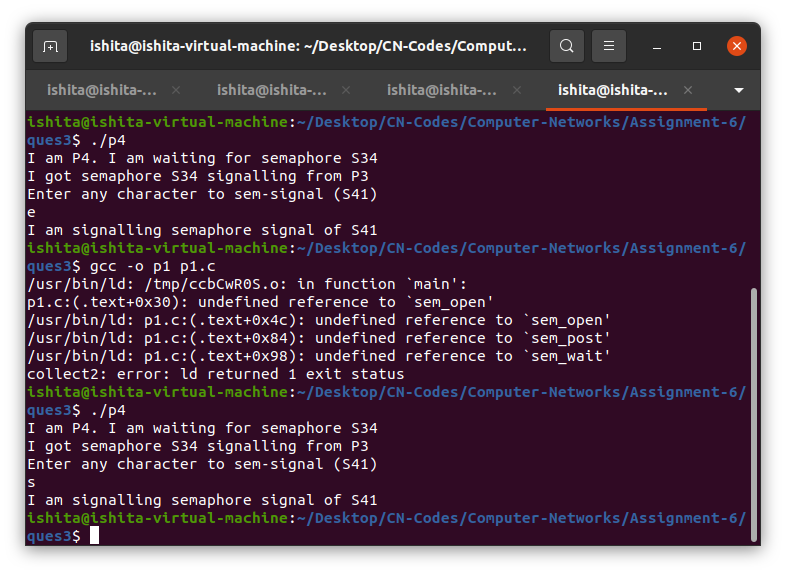 ishita@ishita-virtual-machine: ~/Desktop/CN-Codes/Comput...
ishita@ishita-... ishita@ishita-... ishita@ishita-... ishita@ishita-...
ishita@ishita-virtual-machine:~/Desktop/CN-Codes/Computer-Networks/Assignment-6/
ques3$ ./p4
I am P4. I am waiting for semaphore S34
I got semaphore S34 signalling from P3
Enter any character to sem-signal (S41)
e
I am signalling semaphore signal of S41
ishita@ishita-virtual-machine:~/Desktop/CN-Codes/Computer-Networks/Assignment-6/
ques3$ gcc -o p1 p1.c
/usr/bin/ld: /tmp/ccbCwR0S.o: in function `main':
p1.c:(.text+0x30): undefined reference to `sem_open'
/usr/bin/ld: p1.c:(.text+0x4c): undefined reference to `sem_open'
/usr/bin/ld: p1.c:(.text+0x84): undefined reference to `sem_post'
/usr/bin/ld: p1.c:(.text+0x98): undefined reference to `sem_wait'
collect2: error: ld returned 1 exit status
ishita@ishita-virtual-machine:~/Desktop/CN-Codes/Computer-Networks/Assignment-6/
ques3$ ./p4
I am P4. I am waiting for semaphore S34
I got semaphore S34 signalling from P3
Enter any character to sem-signal (S41)
s
I am signalling semaphore signal of S41
ishita@ishita-virtual-machine:~/Desktop/CN-Codes/Computer-Networks/Assignment-6/
ques3$